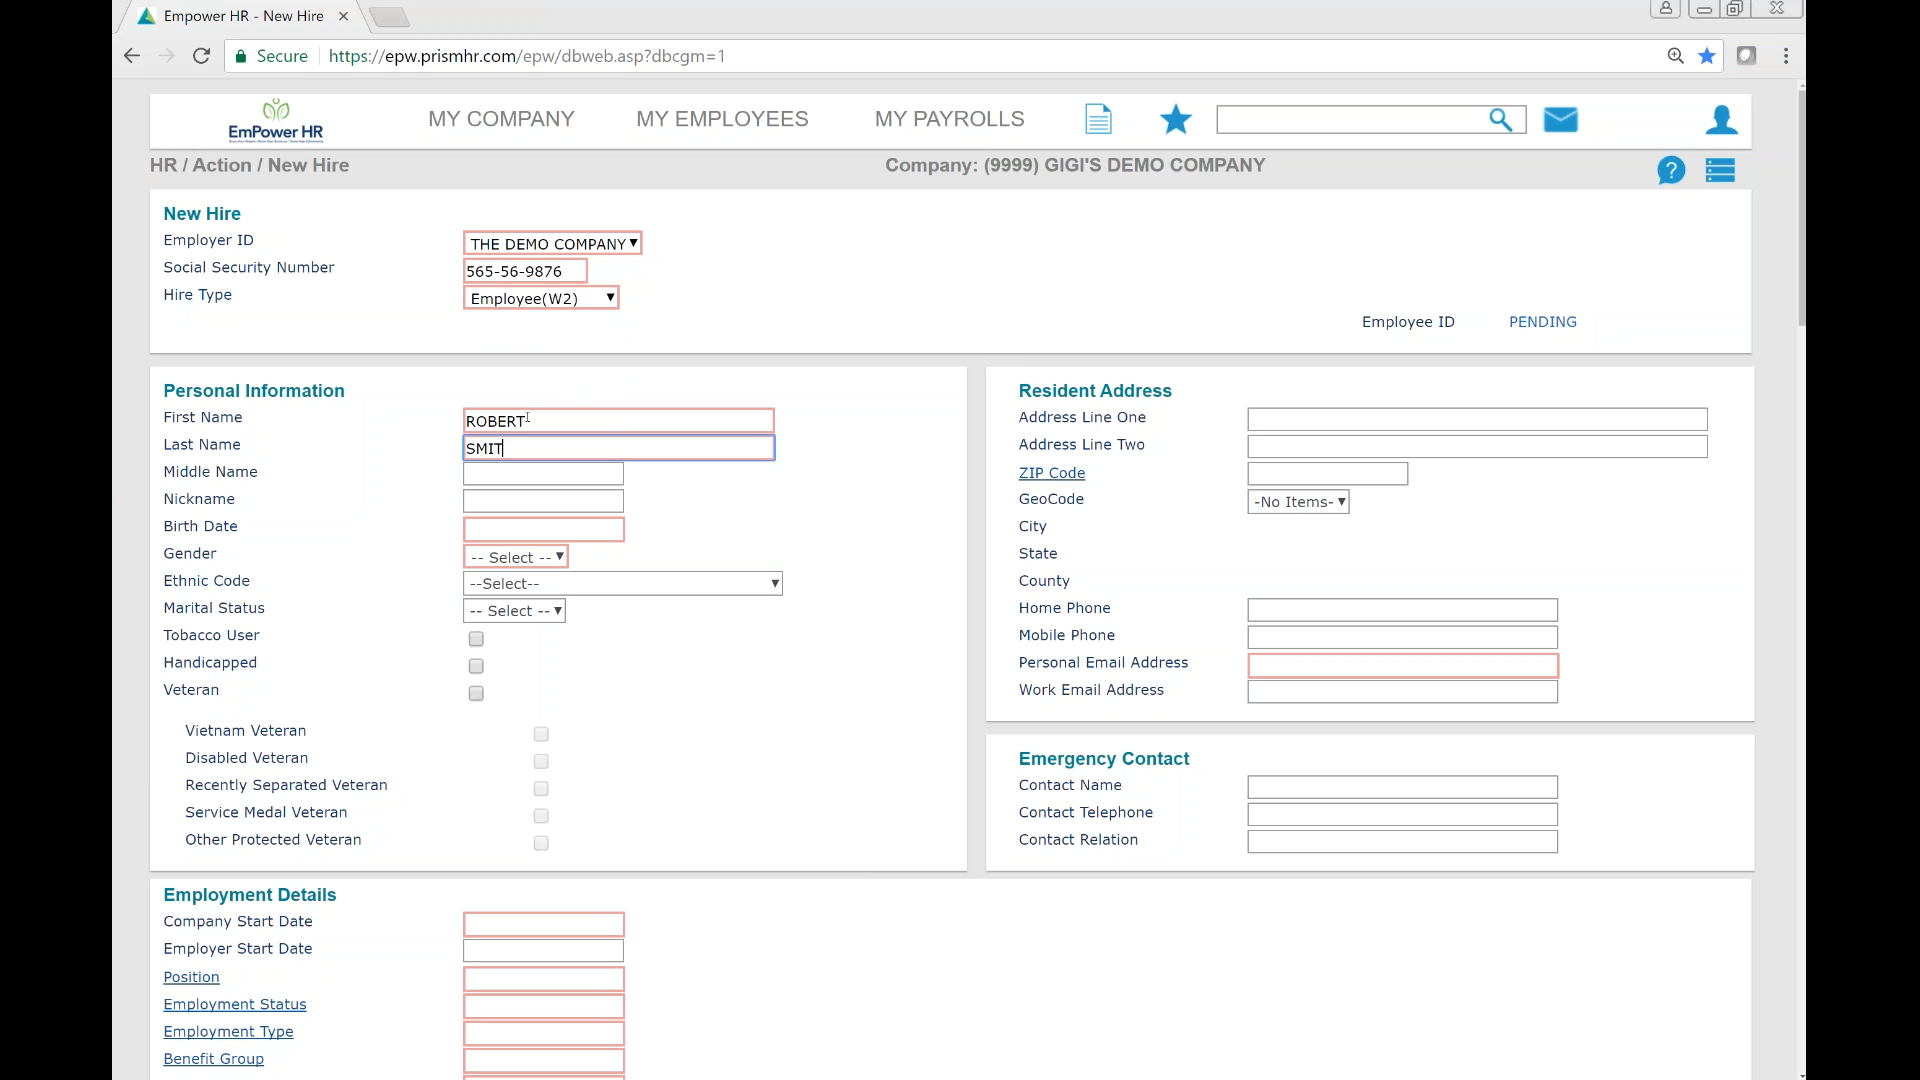 Empower HR - New Hire
Secure https://epw.prismhr.com/epw/dbweb.asp?dbcgm=1
EmPower HR
MY COMPANY MY EMPLOYEES MY PAYROLLS
HR / Action / New Hire Company: (9999) GIGI'S DEMO COMPANY ?
New Hire
Employer ID THE DEMO COMPANY
Social Security Number 565-56-9876
Hire Type Employee(W2)
Employee ID PENDING
Personal Information
First Name ROBERT
Last Name SMIT
Middle Name
Nickname
Birth Date
Gender -- Select --
Ethnic Code --Select--
Marital Status -- Select --
Tobacco User
Handicapped
Veteran
Vietnam Veteran
Disabled Veteran
Recently Separated Veteran
Service Medal Veteran
Other Protected Veteran
Resident Address
Address Line One
Address Line Two
ZIP Code
GeoCode -No Items-
City
State
County
Home Phone
Mobile Phone
Personal Email Address
Work Email Address
Emergency Contact
Contact Name
Contact Telephone
Contact Relation
Employment Details
Company Start Date
Employer Start Date
Position
Employment Status
Employment Type
Benefit Group